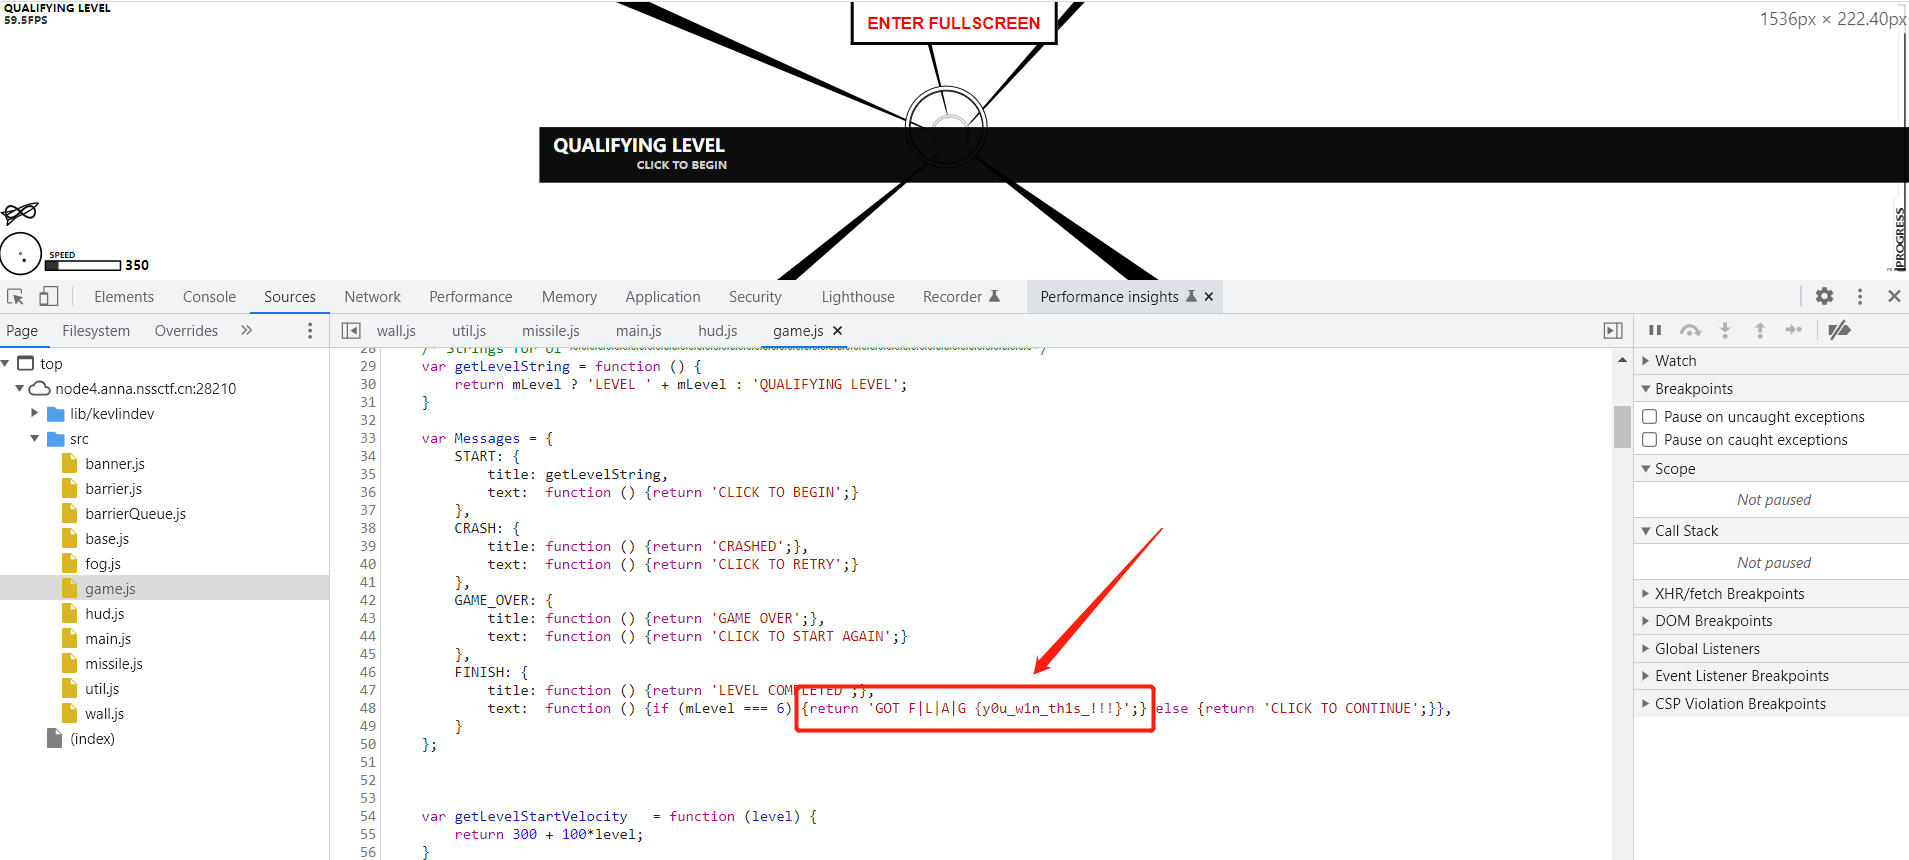 QUALIFYING LEVEL
59.5FPS
ENTER FULLSCREEN
1536px × 222.40px
QUALIFYING LEVEL
CLICK TO BEGIN
PROGRESS
SPEED
350
Elements Console Sources Network Performance Memory Application Security Lighthouse Recorder Performance insights
Page Filesystem Overrides »
wall.js util.js missile.js main.js hud.js game.js
top
node4.anna.nssctf.cn:28210
lib/kevlindev
src
banner.js
barrier.js
barrierQueue.js
base.js
fog.js
game.js
hud.js
main.js
missile.js
util.js
wall.js
(index)
28 /* Strings for UI
29 var getLevelString = function () {
30 return mLevel ? 'LEVEL ' + mLevel : 'QUALIFYING LEVEL';
31 }
32
33 var Messages = {
34 START: {
35 title: getLevelString,
36 text: function () {return 'CLICK TO BEGIN';}
37 },
38 CRASH: {
39 title: function () {return 'CRASHED';},
40 text: function () {return 'CLICK TO RETRY';}
41 },
42 GAME_OVER: {
43 title: function () {return 'GAME OVER';},
44 text: function () {return 'CLICK TO START AGAIN';}
45 },
46 FINISH: {
47 title: function () {return 'LEVEL COMPLETED';},
48 text: function () {if (mLevel === 6) {return 'GOT F|L|A|G {y0u_w1n_th1s_!!!}';} else {return 'CLICK TO CONTINUE';}},
49 }
50 };
51
52
53
54 var getLevelStartVelocity = function (level) {
55 return 300 + 100*level;
56 }
Watch
Breakpoints
Pause on uncaught exceptions
Pause on caught exceptions
Scope
Not paused
Call Stack
Not paused
XHR/fetch Breakpoints
DOM Breakpoints
Global Listeners
Event Listener Breakpoints
CSP Violation Breakpoints